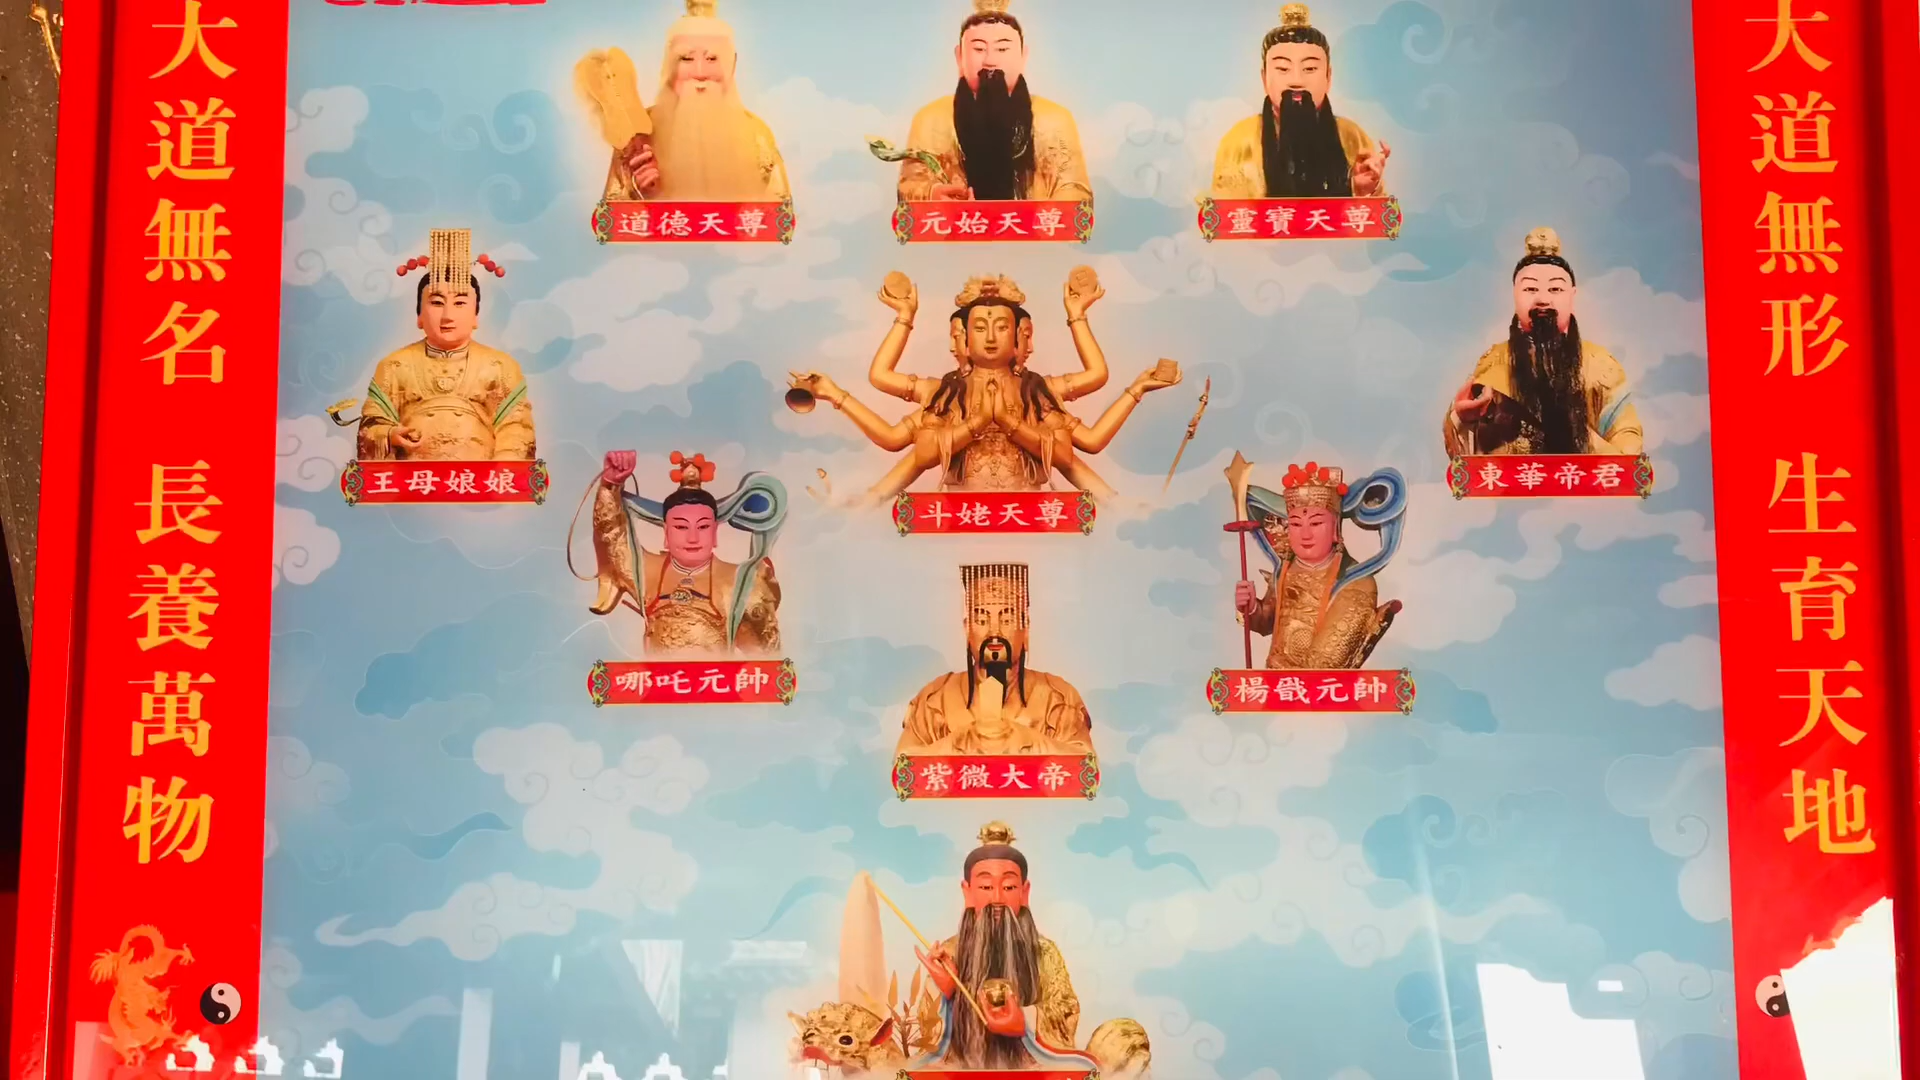 大道無形 生育天地
大道無名 長養萬物
道德天尊
元始天尊
靈寶天尊
王母娘娘
斗姥天尊
東華帝君
哪吒元帥
楊戩元帥
紫微大帝